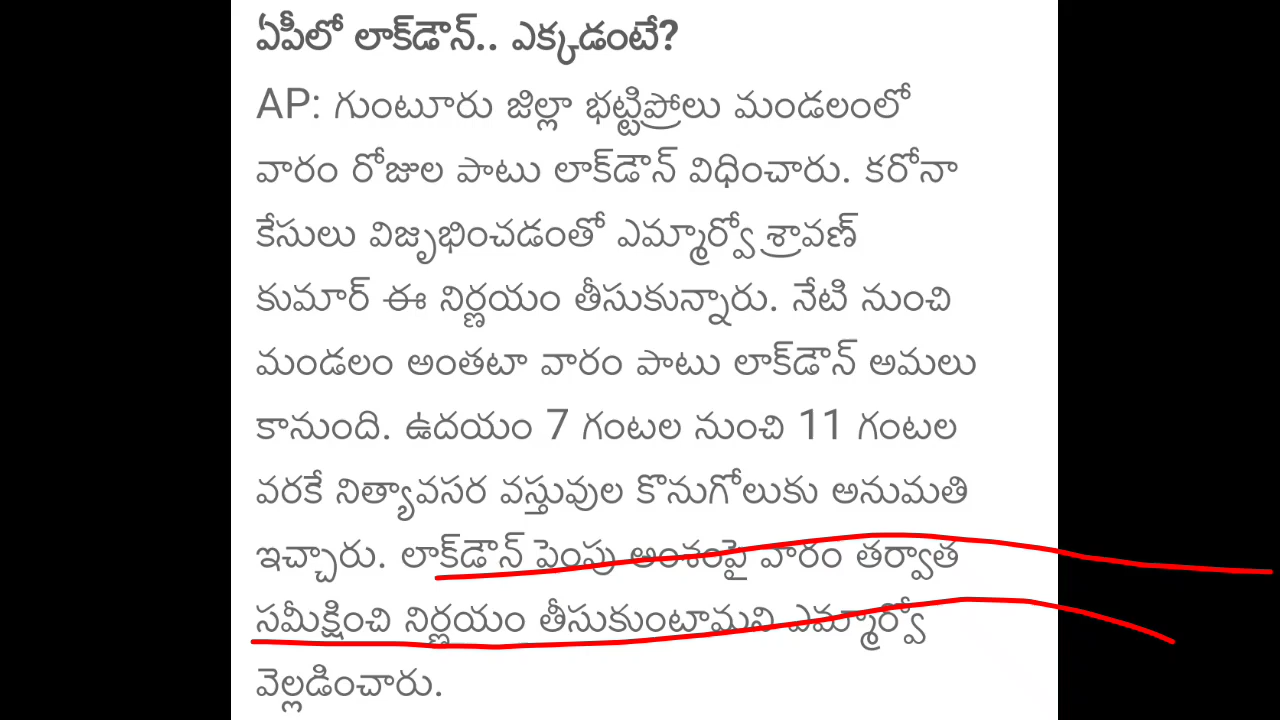 ఏపీలో లాక్‌డౌన్.. ఎక్కడంటే?
AP: గుంటూరు జిల్లా భట్టిప్రోలు మండలంలో
వారం రోజుల పాటు లాక్‌డౌన్ విధించారు. కరోనా
కేసులు విజృభించడంతో ఎమ్మార్వో శ్రావణ్
కుమార్ ఈ నిర్ణయం తీసుకున్నారు. నేటి నుంచి
మండలం అంతటా వారం పాటు లాక్‌డౌన్ అమలు
కానుంది. ఉదయం 7 గంటల నుంచి 11 గంటల
వరకే నిత్యావసర వస్తువుల కొనుగోలుకు అనుమతి
ఇచ్చారు. లాక్‌డౌన్ పెంపు అంశంపై వారం తర్వాత
సమీక్షించి నిర్ణయం తీసుకుంటామని ఎమ్మార్వో
వెల్లడించారు.